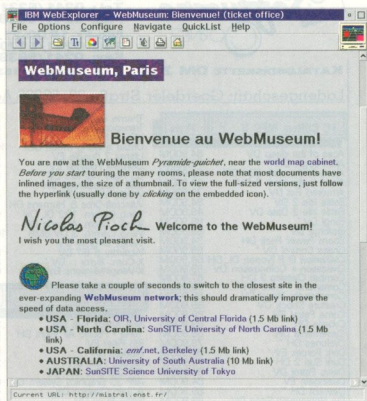 IBM WebExplorer - WebMuseum: Bienvenue! (ticket office)
File Options Configure Navigate QuickList Help
WebMuseum, Paris
Bienvenue au WebMuseum!
You are now at the WebMuseum Pyramide-guichet, near the world map cabinet.
Before you start touring the many rooms, please note that most documents have
inlined images, the size of a thumbnail. To view the full-sized versions, just follow
the hyperlink (usually done by clicking on the embedded icon).
Nicolas Pioch Welcome to the WebMuseum!
I wish you the most pleasant visit.
Please take a couple of seconds to switch to the closest site in the
ever-expanding WebMuseum network; this should dramatically improve the
speed of data access.
• USA - Florida: OIR, University of Central Florida (1.5 Mb link)
• USA - North Carolina: SunSITE University of North Carolina (1.5 Mb
link)
• USA - California: emf.net, Berkeley (1.5 Mb link)
• AUSTRALIA: University of South Australia (10 Mb link)
• JAPAN: SunSITE Science University of Tokyo
Current URL: http://mistral.enst.fr/